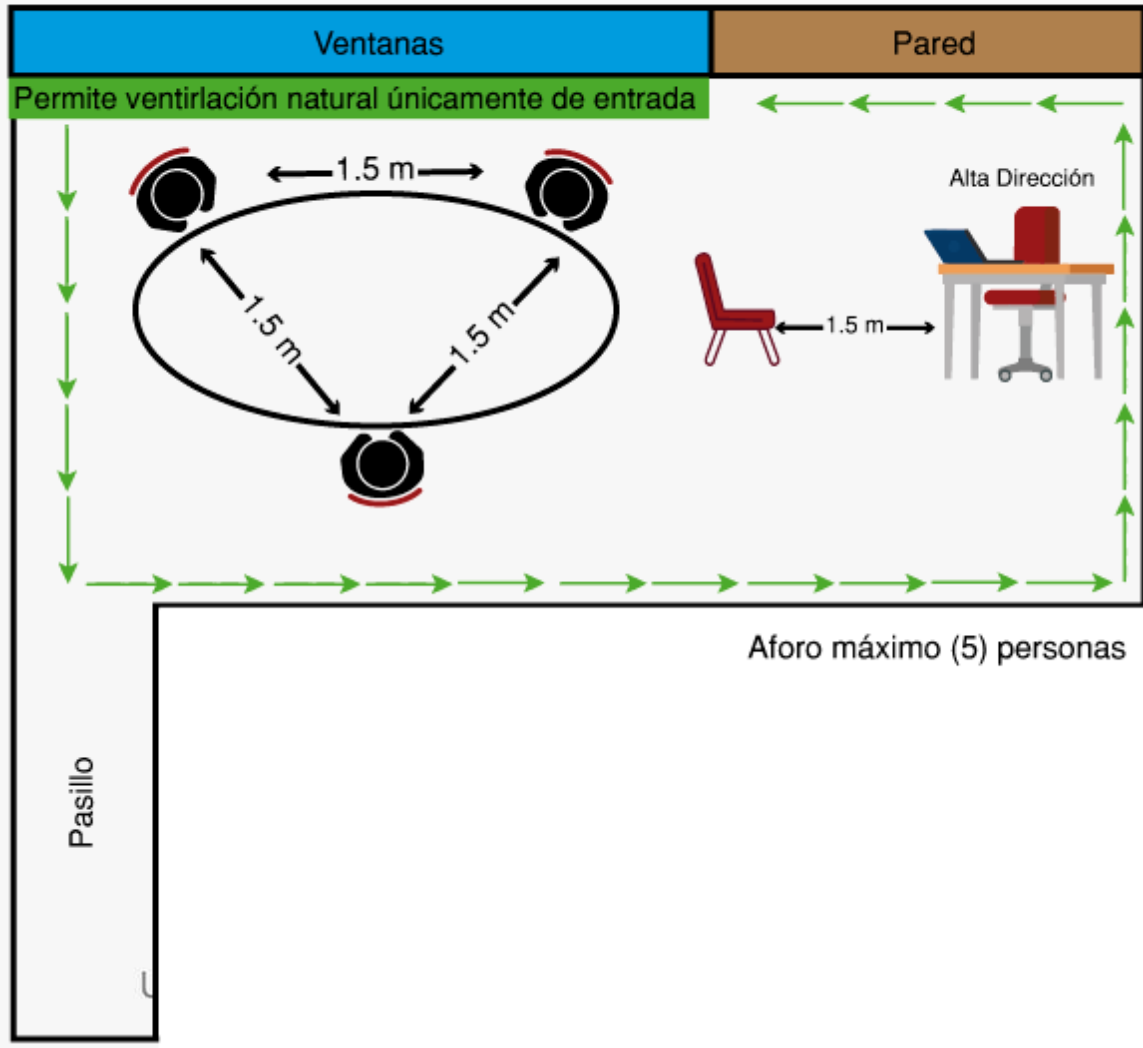 Ventanas
Pared
Permite ventirlación natural únicamente de entrada
1.5 m
Alta Dirección
1.5 m
1.5 m
1.5 m
Aforo máximo (5) personas
Pasillo